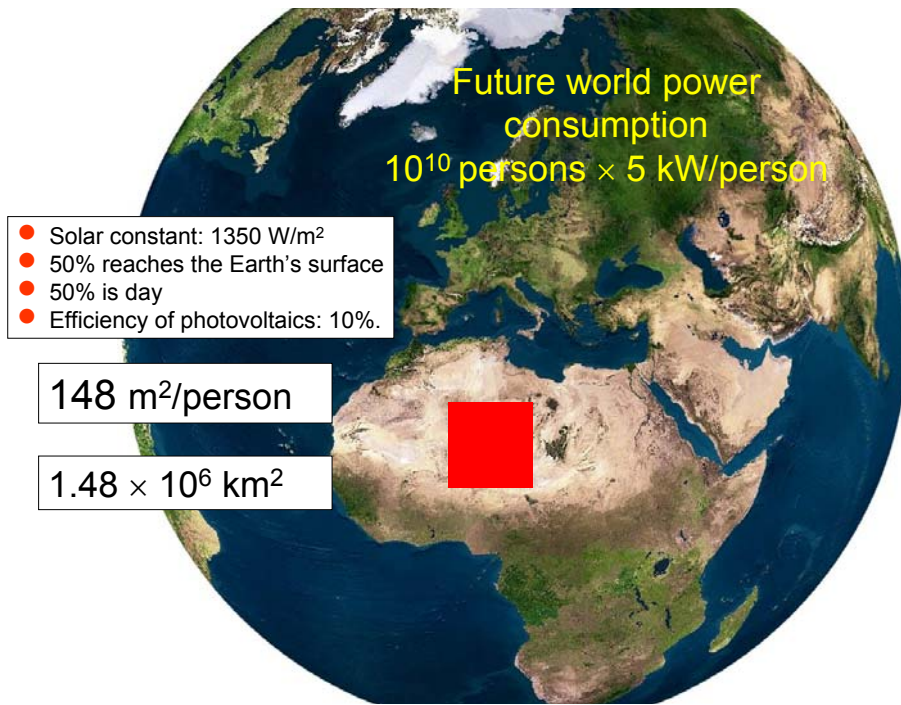 Future world power
consumption
10¹⁰ persons × 5 kW/person
● Solar constant: 1350 W/m²
● 50% reaches the Earth's surface
● 50% is day
● Efficiency of photovoltaics: 10%.
148 m²/person
1.48 × 10⁶ km²